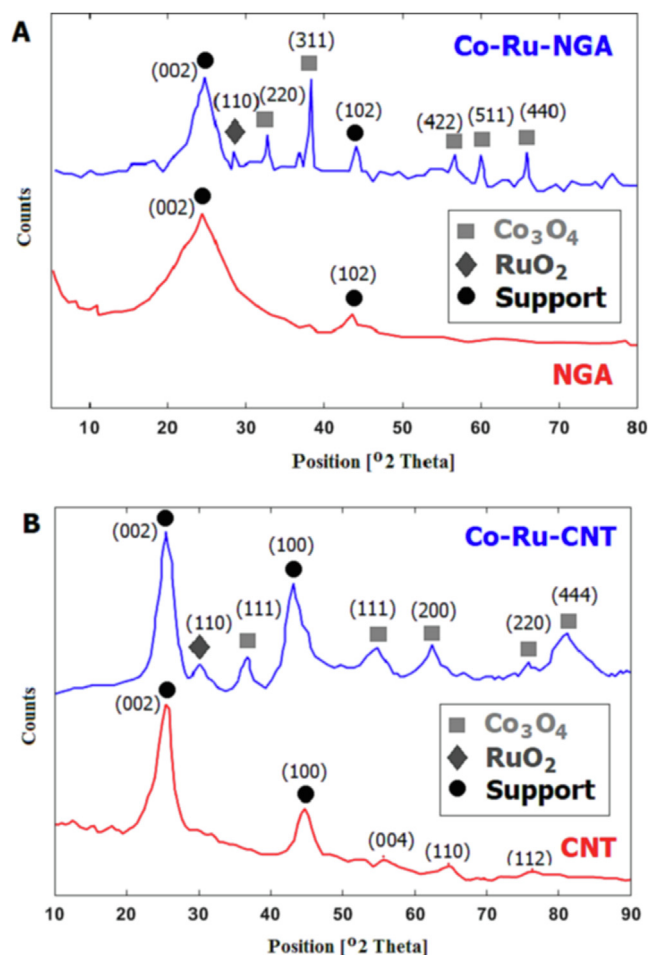 A
Co-Ru-NGA
(311)
(002)
(110)
(220)
(102)
(422)
(511)
(440)
(002)
(102)
Co₃O₄
RuO₂
Support
NGA
Counts
10 20 30 40 50 60 70 80
Position [°2 Theta]
B
Co-Ru-CNT
(002)
(100)
(110)
(111)
(111)
(200)
(220)
(444)
(002)
(100)
(004)
(110)
(112)
Co₃O₄
RuO₂
Support
CNT
Counts
10 20 30 40 50 60 70 80 90
Position [°2 Theta]